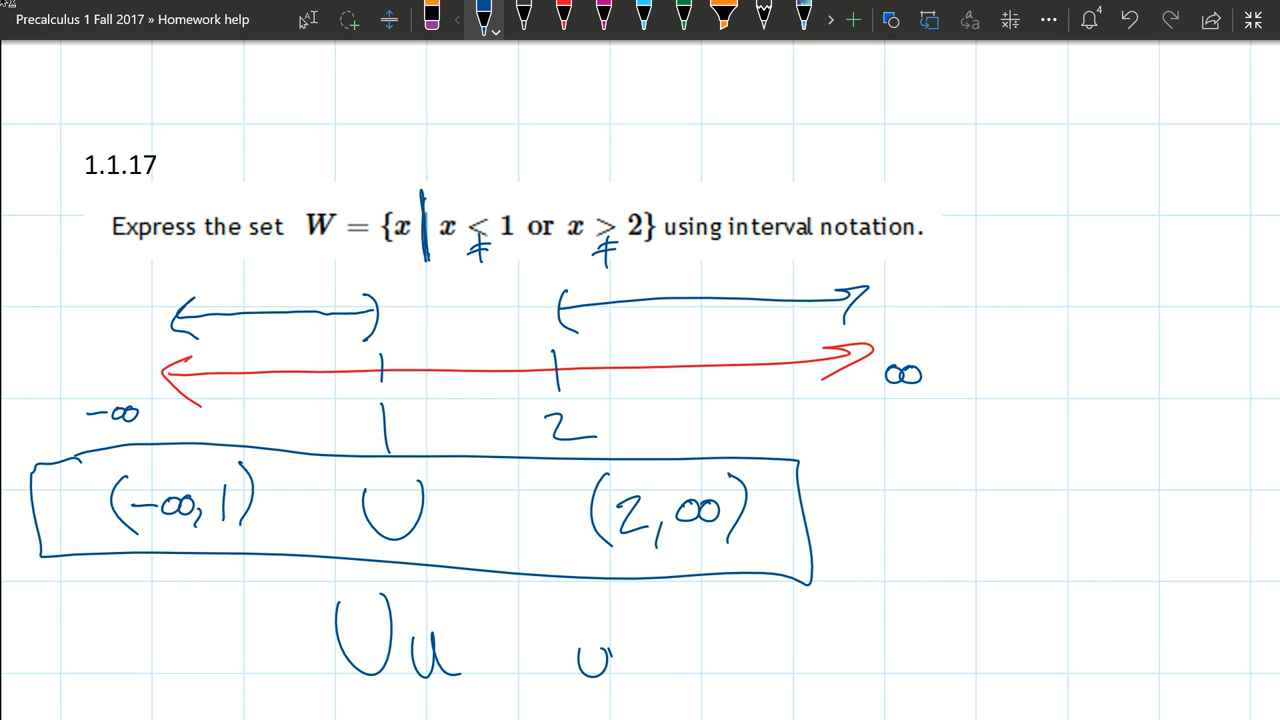 Precalculus 1 Fall 2017 » Homework help
4
1.1.17
Express the set W = {x | x < 1 or x > 2} using interval notation.
≠ ≠
-∞ 1 2 ∞
(-∞, 1) ∪ (2, ∞)
∪ u ∪